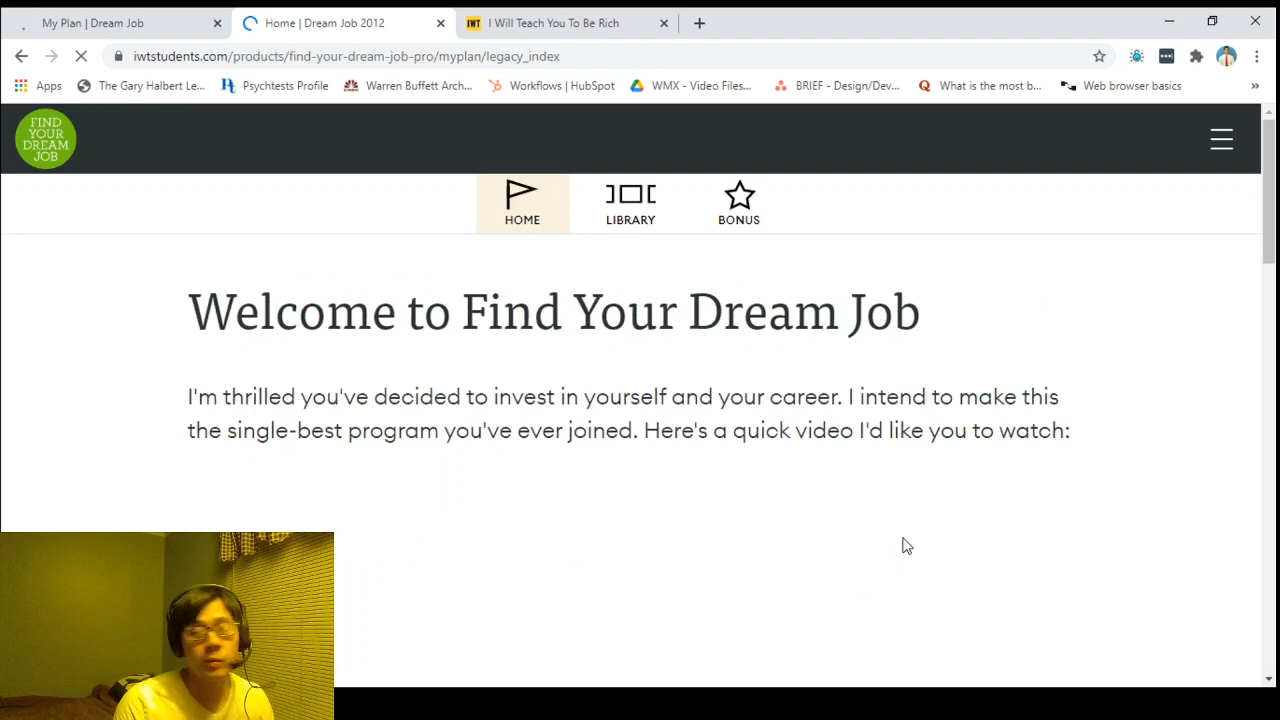 My Plan | Dream Job
Home | Dream Job 2012
IWT I Will Teach You To Be Rich
iwtstudents.com/products/find-your-dream-job-pro/myplan/legacy_index
Apps The Gary Halbert Le... Psychtests Profile Warren Buffett Arch... Workflows | HubSpot WMX - Video Files... BRIEF - Design/Dev... What is the most b... Web browser basics
FIND
YOUR
DREAM
JOB
HOME
LIBRARY
BONUS
Welcome to Find Your Dream Job
I'm thrilled you've decided to invest in yourself and your career. I intend to make this
the single-best program you've ever joined. Here's a quick video I'd like you to watch: